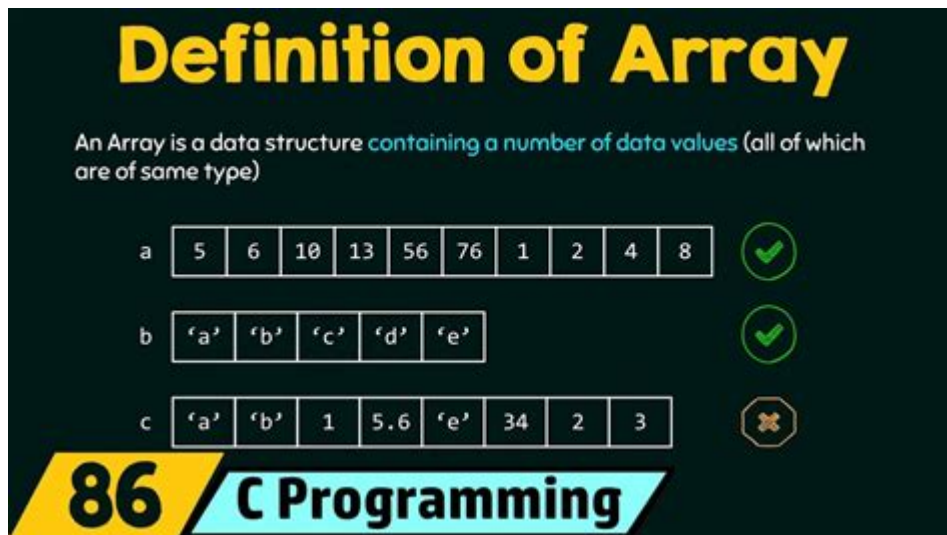 Definition of Array
An Array is a data structure containing a number of data values (all of which
are of same type)
a 5 6 10 13 56 76 1 2 4 8
b ‘a’ ‘b’ ‘c’ ‘d’ ‘e’
c ‘a’ ‘b’ 1 5.6 ‘e’ 34 2 3
86 C Programming